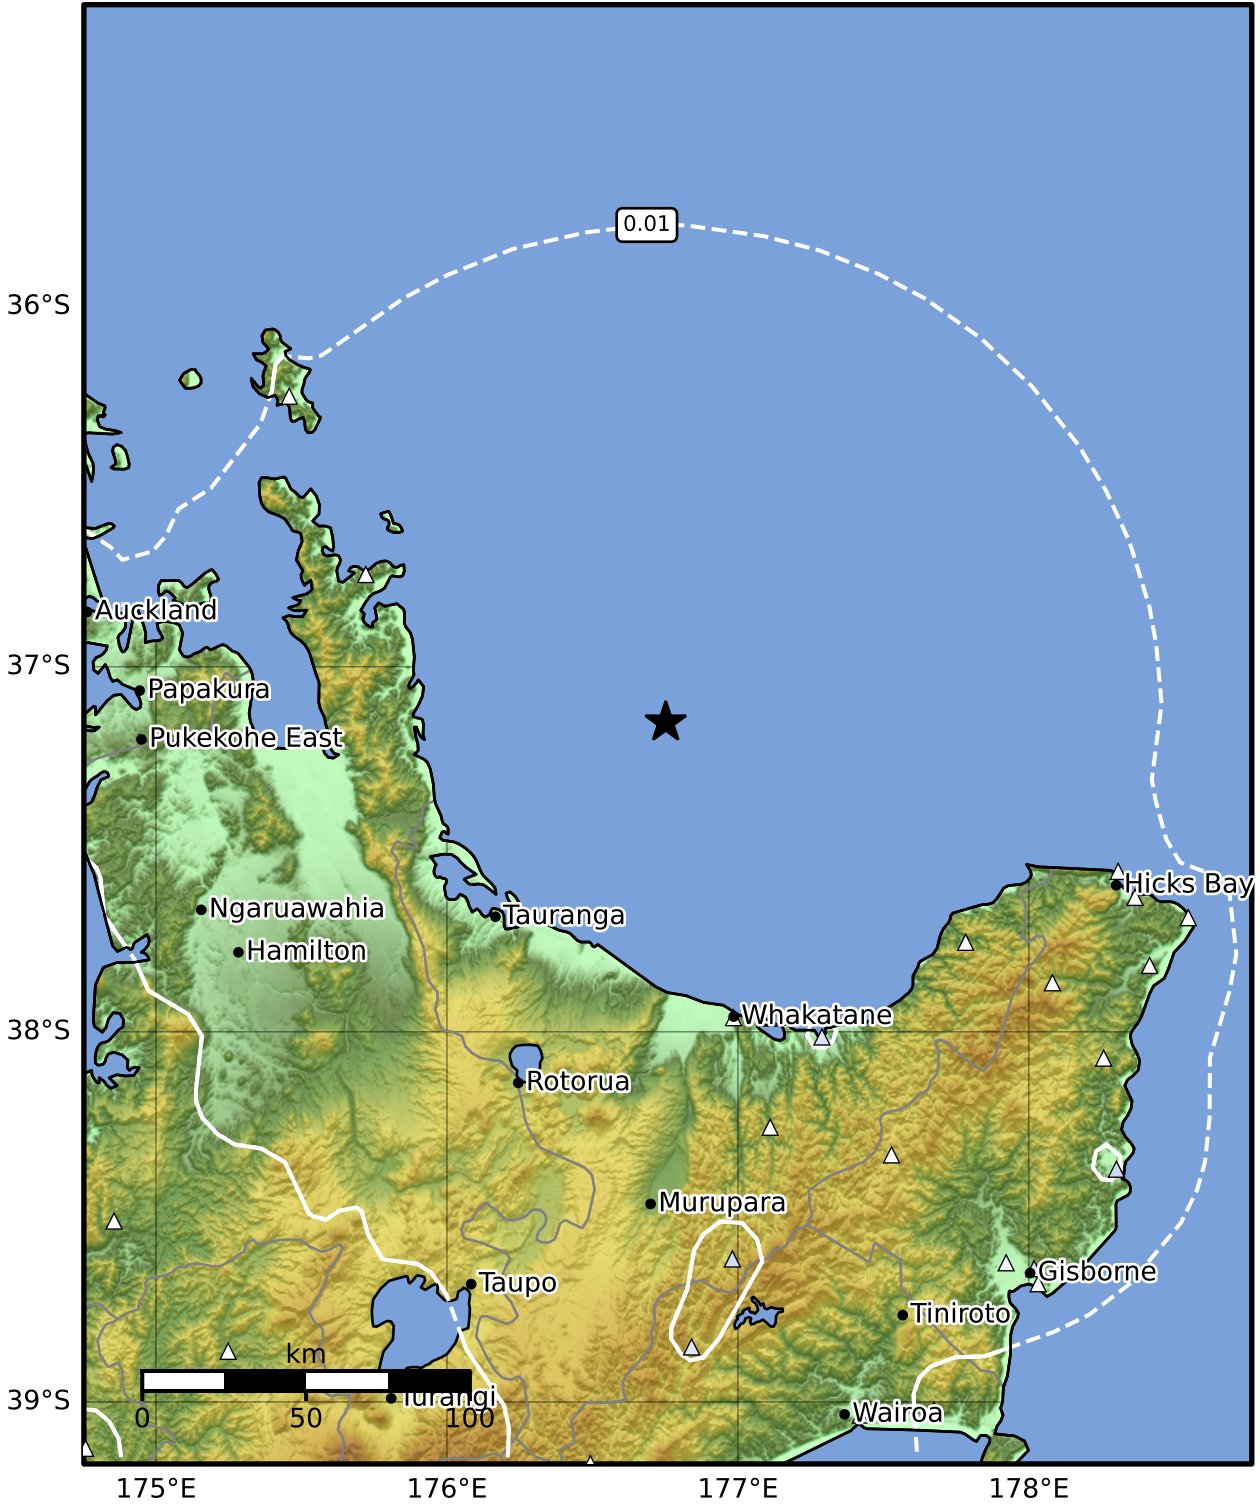 0.01
36°S
Auckland
37°S
Papakura
Pukekohe East
Hicks Bay
Ngaruawahia
Tauranga
Hamilton
Whakatane
38°S
Rotorua
Murupara
Gisborne
Taupo
Tiniroto
km
Turangi
39°S
0 50 100
Wairoa
175°E 176°E 177°E 178°E